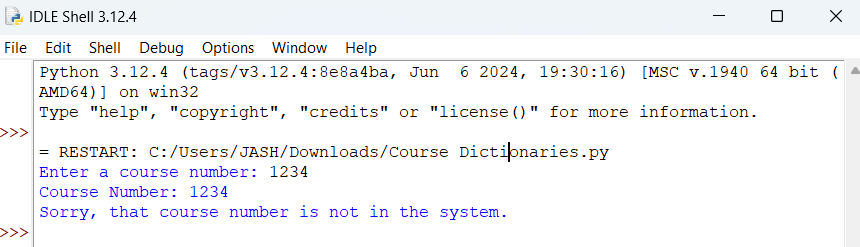 IDLE Shell 3.12.4
File Edit Shell Debug Options Window Help
Python 3.12.4 (tags/v3.12.4:8e8a4ba, Jun  6 2024, 19:30:16) [MSC v.1940 64 bit (
AMD64)] on win32
Type "help", "copyright", "credits" or "license()" for more information.
>>>
= RESTART: C:/Users/JASH/Downloads/Course Dictionaries.py
Enter a course number: 1234
Course Number: 1234
Sorry, that course number is not in the system.
>>>